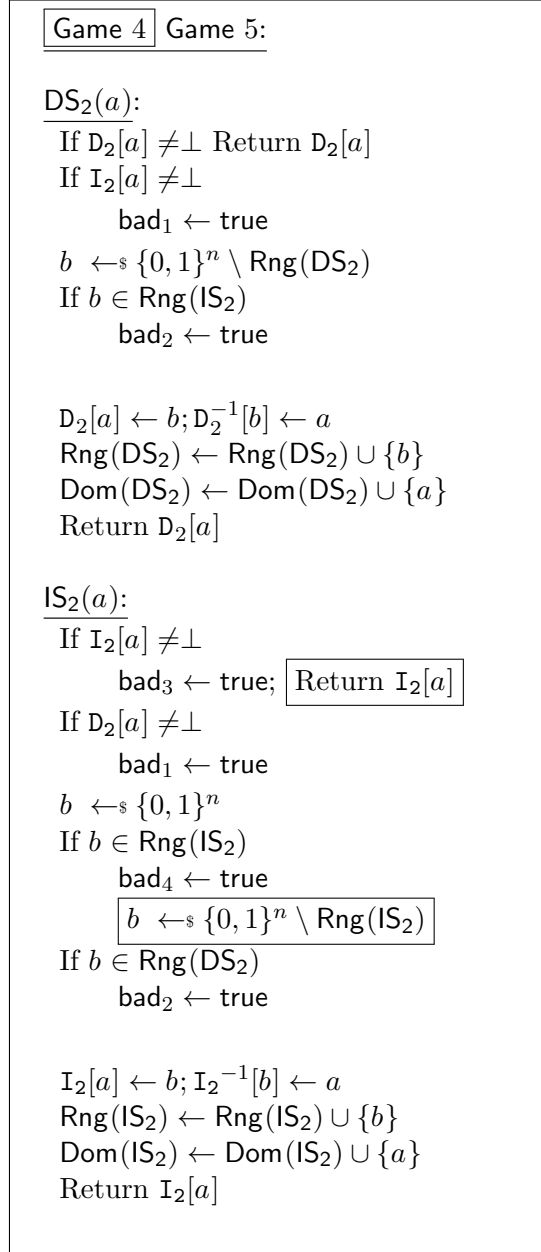 Game 4 Game 5:
DS₂(a):
If D₂[a] ≠⊥ Return D₂[a]
If I₂[a] ≠⊥
bad₁ ← true
b ←$ {0, 1}ⁿ \ Rng(DS₂)
If b ∈ Rng(IS₂)
bad₂ ← true
D₂[a] ← b; D₂⁻¹[b] ← a
Rng(DS₂) ← Rng(DS₂) ∪ {b}
Dom(DS₂) ← Dom(DS₂) ∪ {a}
Return D₂[a]
IS₂(a):
If I₂[a] ≠⊥
bad₃ ← true; Return I₂[a]
If D₂[a] ≠⊥
bad₁ ← true
b ←$ {0, 1}ⁿ
If b ∈ Rng(IS₂)
bad₄ ← true
b ←$ {0, 1}ⁿ \ Rng(IS₂)
If b ∈ Rng(DS₂)
bad₂ ← true
I₂[a] ← b; I₂⁻¹[b] ← a
Rng(IS₂) ← Rng(IS₂) ∪ {b}
Dom(IS₂) ← Dom(IS₂) ∪ {a}
Return I₂[a]